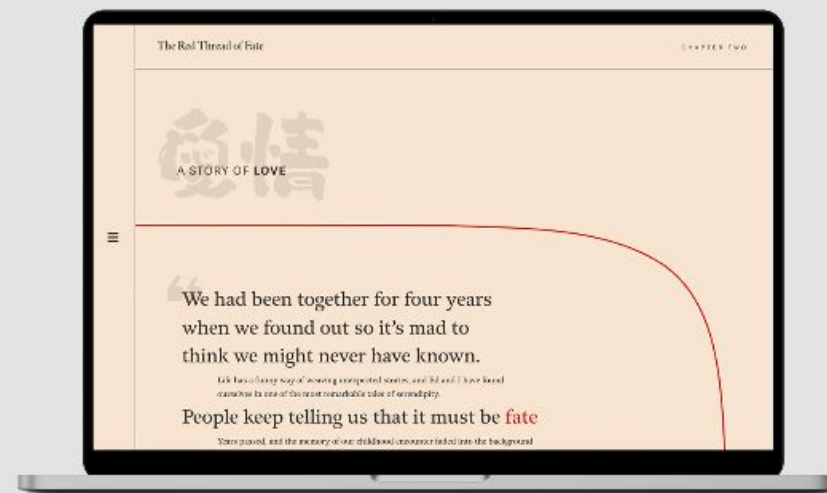 The Red Thread of Fate
CHAPTER TWO
愛情
A STORY OF LOVE
“
We had been together for four years
when we found out so it's mad to
think we might never have known.
Life has a funny way of weaving unexpected stories, and Ed and I have found
ourselves in one of the most remarkable tales of serendipity.
People keep telling us that it must be fate
Years passed, and the memory of our childhood encounter faded into the background